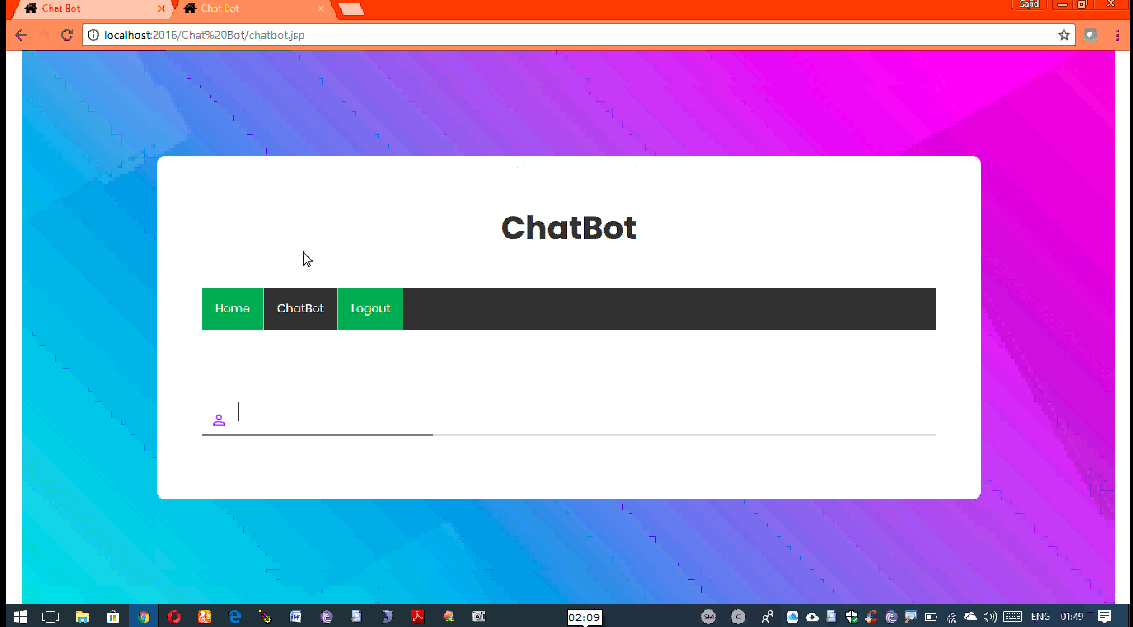 Chat Bot
Chat Bot
Sajid
localhost:2016/Chat%20Bot/chatbot.jsp
ChatBot
Home
ChatBot
Logout
02:09
ENG
01:49